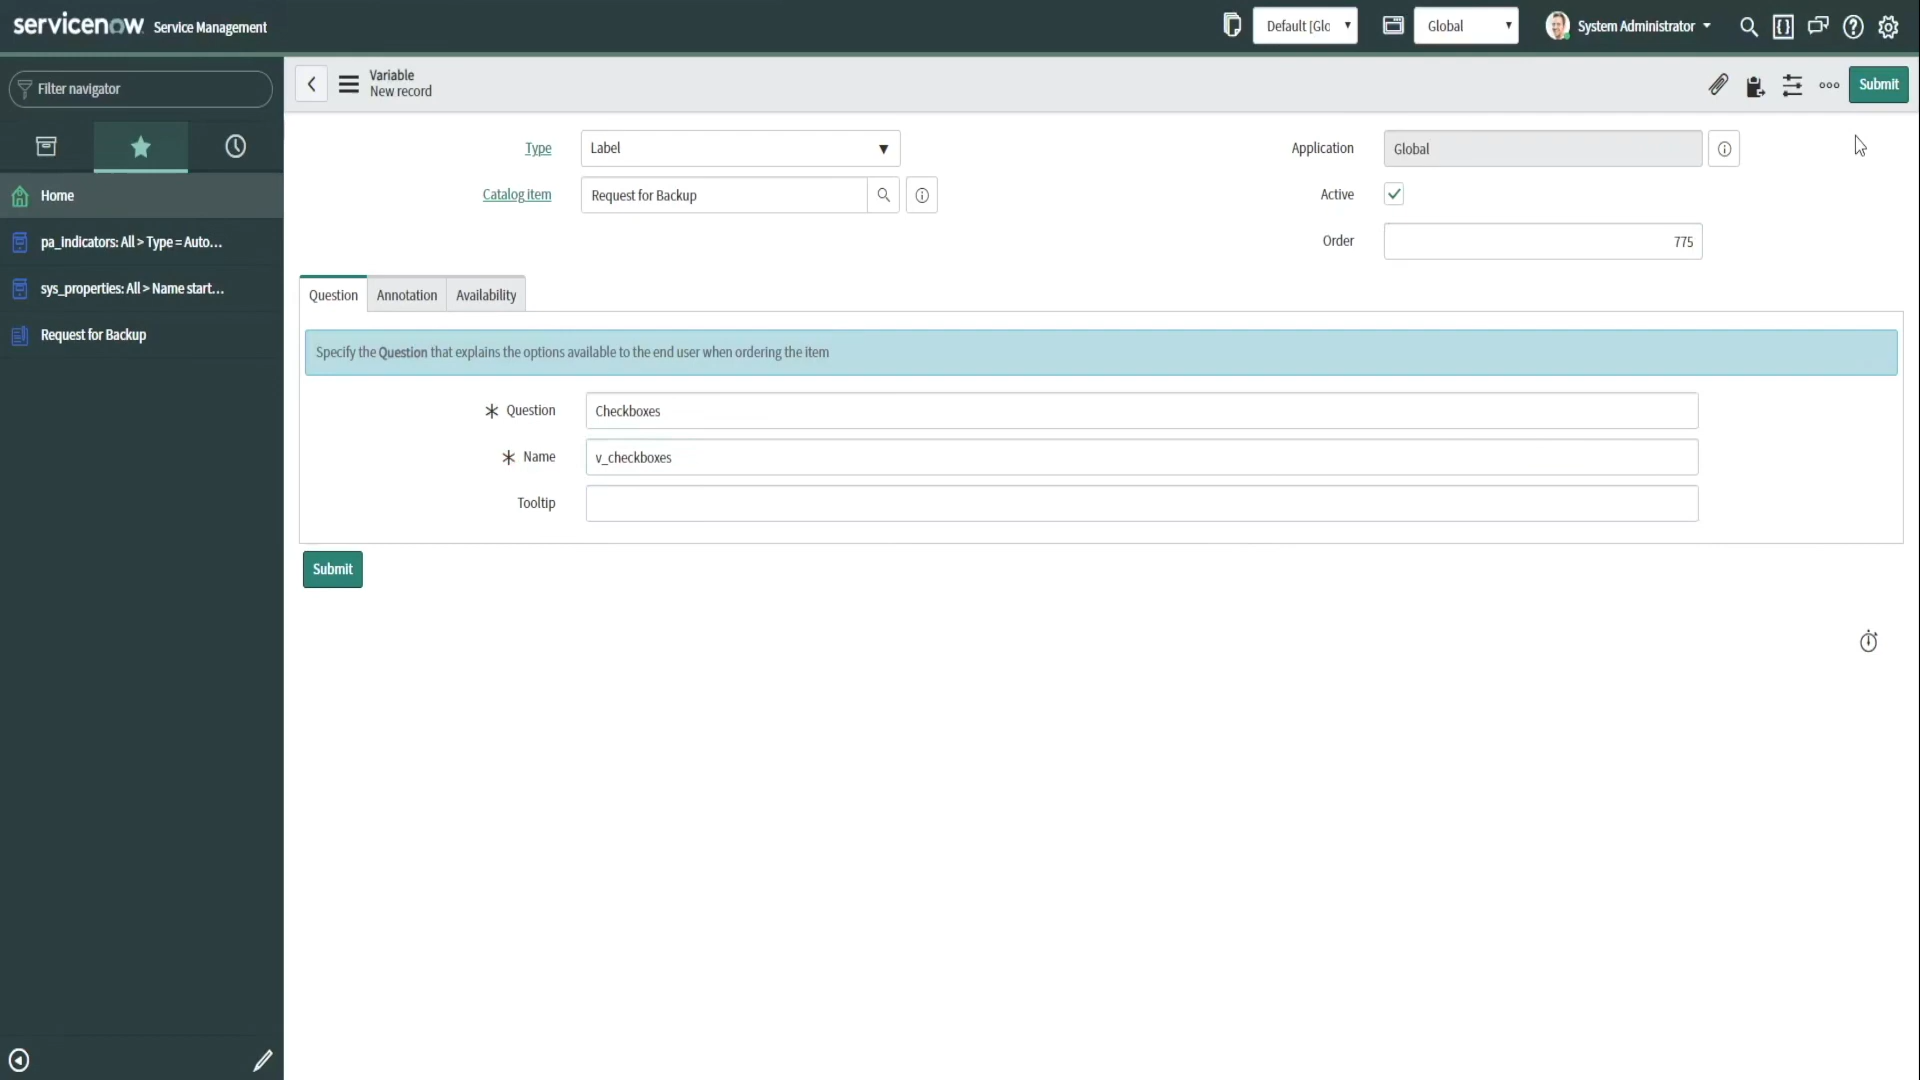 servicenow Service Management
Default [Glo
Global
System Administrator
Filter navigator
Variable
New record
Submit
Home
pa_indicators: All > Type = Auto...
sys_properties: All > Name start...
Request for Backup
Type
Label
Application
Global
Catalog item
Request for Backup
Active
Order
775
Question
Annotation
Availability
Specify the Question that explains the options available to the end user when ordering the item
Question
Checkboxes
Name
v_checkboxes
Tooltip
Submit